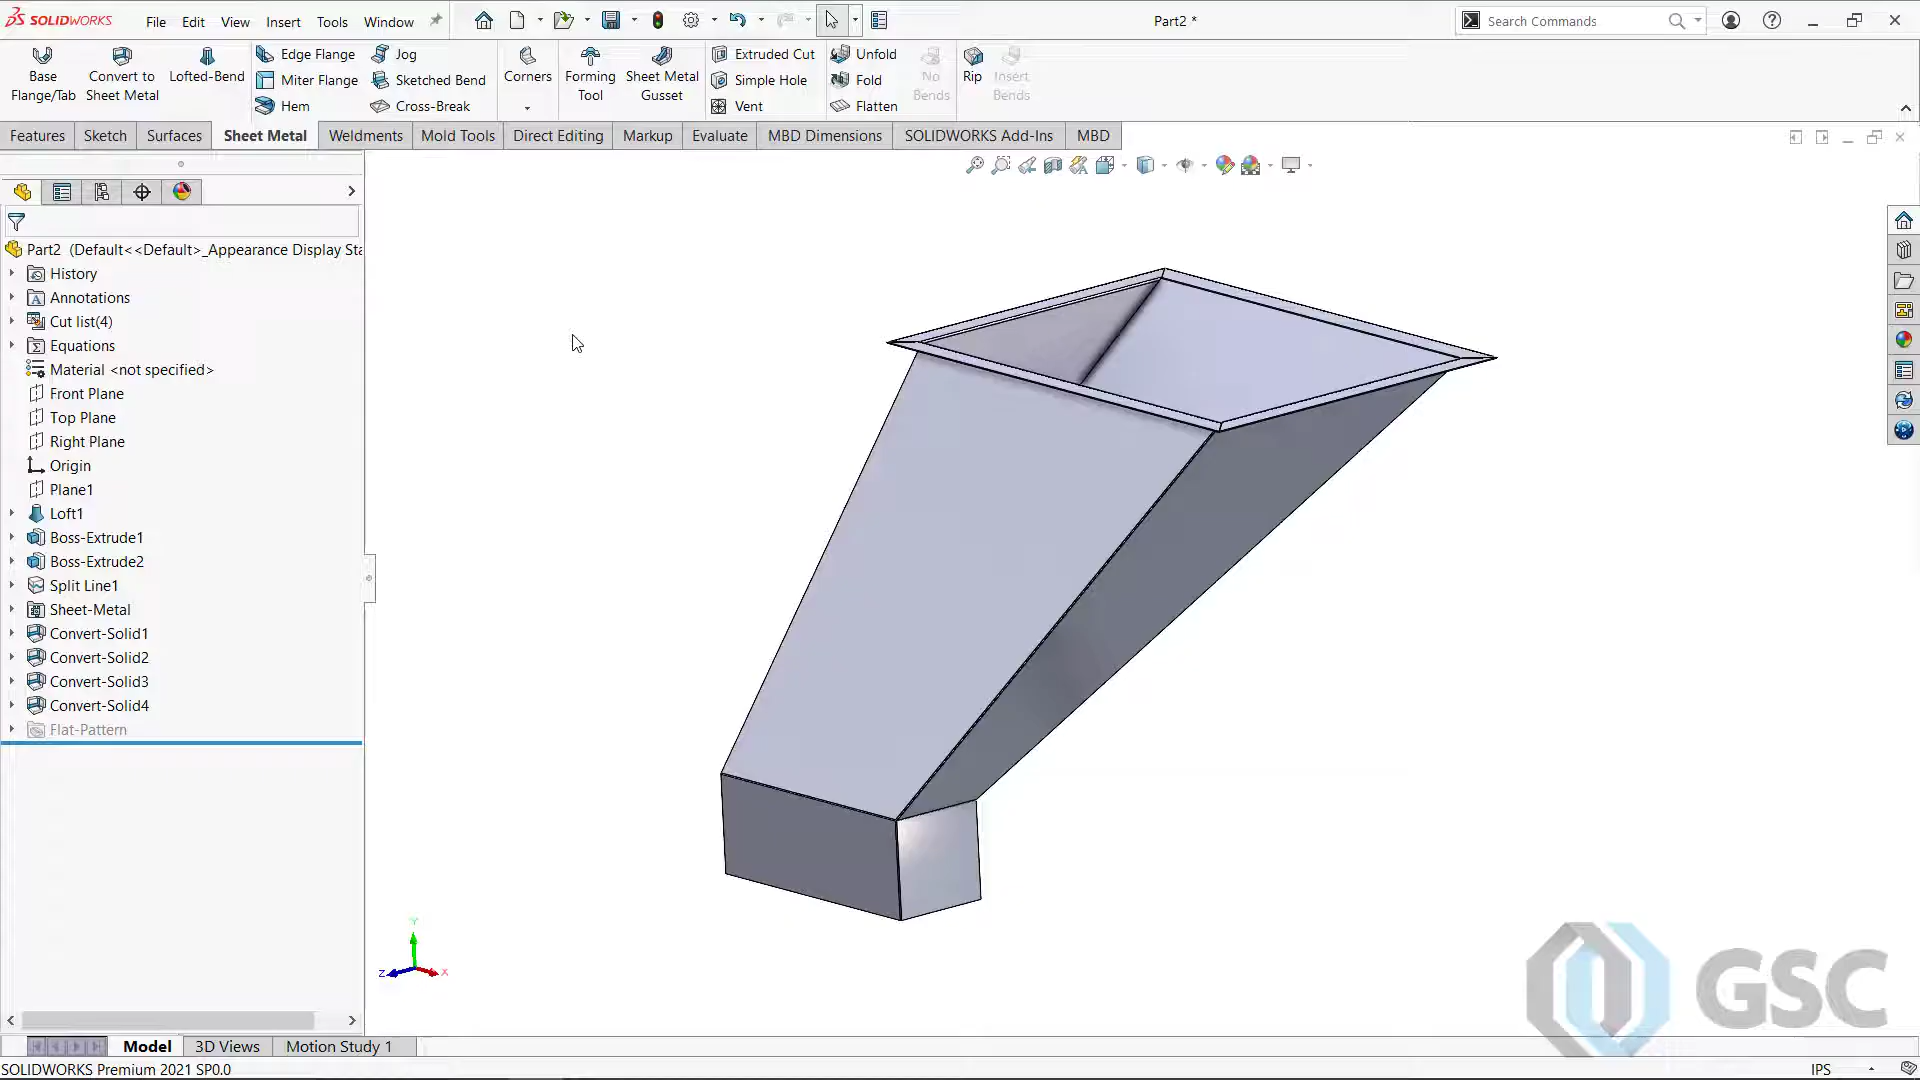 SOLIDWORKS File Edit View Insert Tools Window Part2 * Search Commands
Base Flange/Tab
Convert to Sheet Metal
Lofted-Bend
Edge Flange
Miter Flange
Hem
Jog
Sketched Bend
Cross-Break
Corners
Forming Tool
Sheet Metal Gusset
Extruded Cut
Simple Hole
Vent
Unfold
Fold
Flatten
No Bends
Rip
Insert Bends
Features Sketch Surfaces Sheet Metal Weldments Mold Tools Direct Editing Markup Evaluate MBD Dimensions SOLIDWORKS Add-Ins MBD
Part2 (Default<<Default>_Appearance Display Sta
History
Annotations
Cut list(4)
Equations
Material <not specified>
Front Plane
Top Plane
Right Plane
Origin
Plane1
Loft1
Boss-Extrude1
Boss-Extrude2
Split Line1
Sheet-Metal
Convert-Solid1
Convert-Solid2
Convert-Solid3
Convert-Solid4
Flat-Pattern
Y
Z X
GSC
Model 3D Views Motion Study 1
SOLIDWORKS Premium 2021 SP0.0 IPS